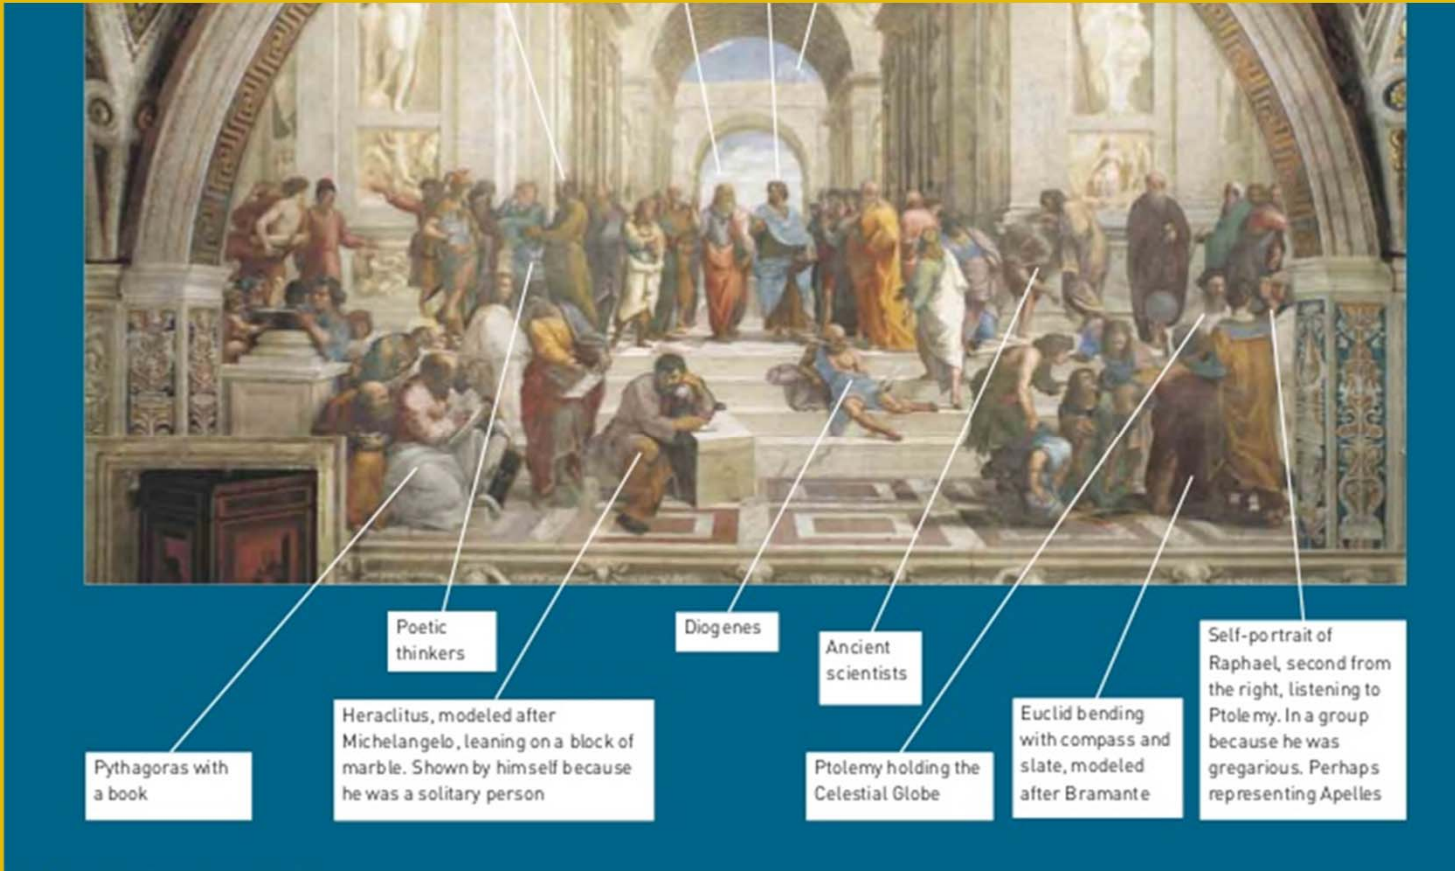 Poetic
thinkers
Diogenes
Ancient
scientists
Self-portrait of
Raphael, second from
the right, listening to
Ptolemy. In a group
because he was
gregarious. Perhaps
representing Apelles
Heraclitus, modeled after
Michelangelo, leaning on a block of
marble. Shown by himself because
he was a solitary person
Euclid bending
with compass and
slate, modeled
after Bramante
Pythagoras with
a book
Ptolemy holding the
Celestial Globe